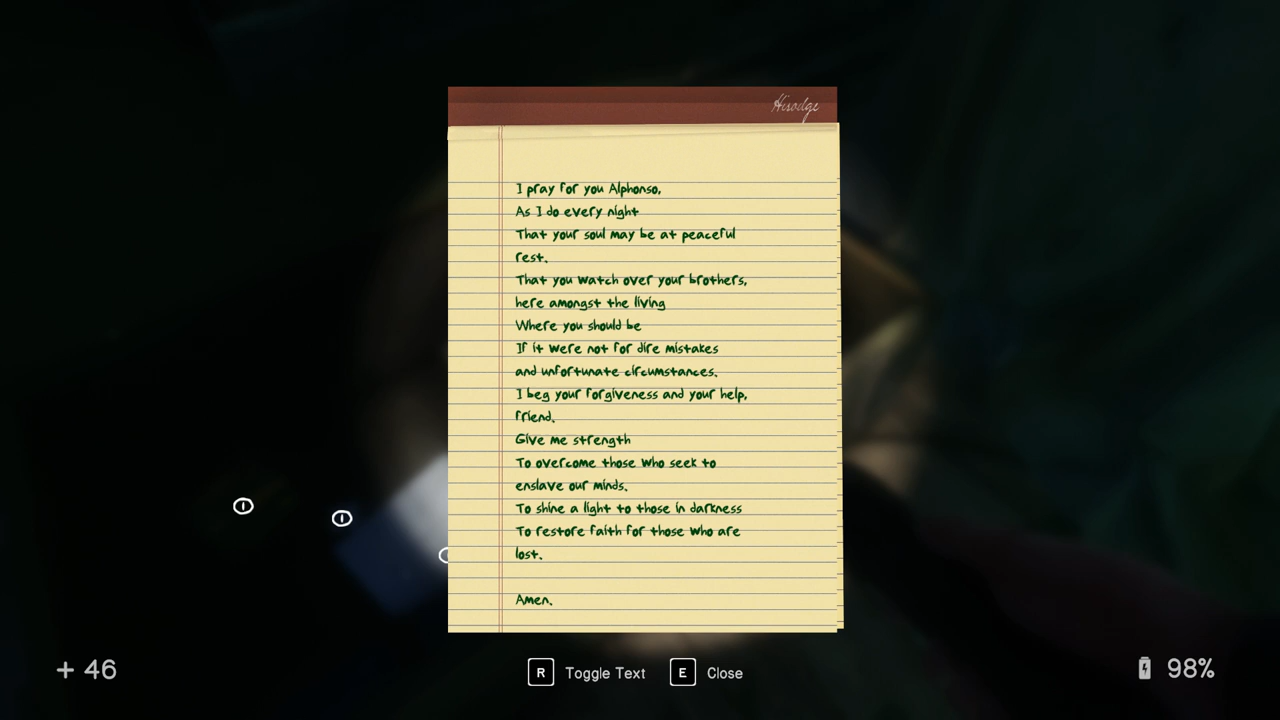 Hirodge
I pray for you Alphonso,
As I do every night
That your soul may be at peaceful
rest.
That you watch over your brothers,
here amongst the living
Where you should be
If it were not for dire mistakes
and unfortunate circumstances.
I beg your forgiveness and your help,
friend.
Give me strength
To overcome those who seek to
enslave our minds.
To shine a light to those in darkness
To restore faith for those who are
lost.
Amen.
+ 46
R Toggle Text E Close
98%